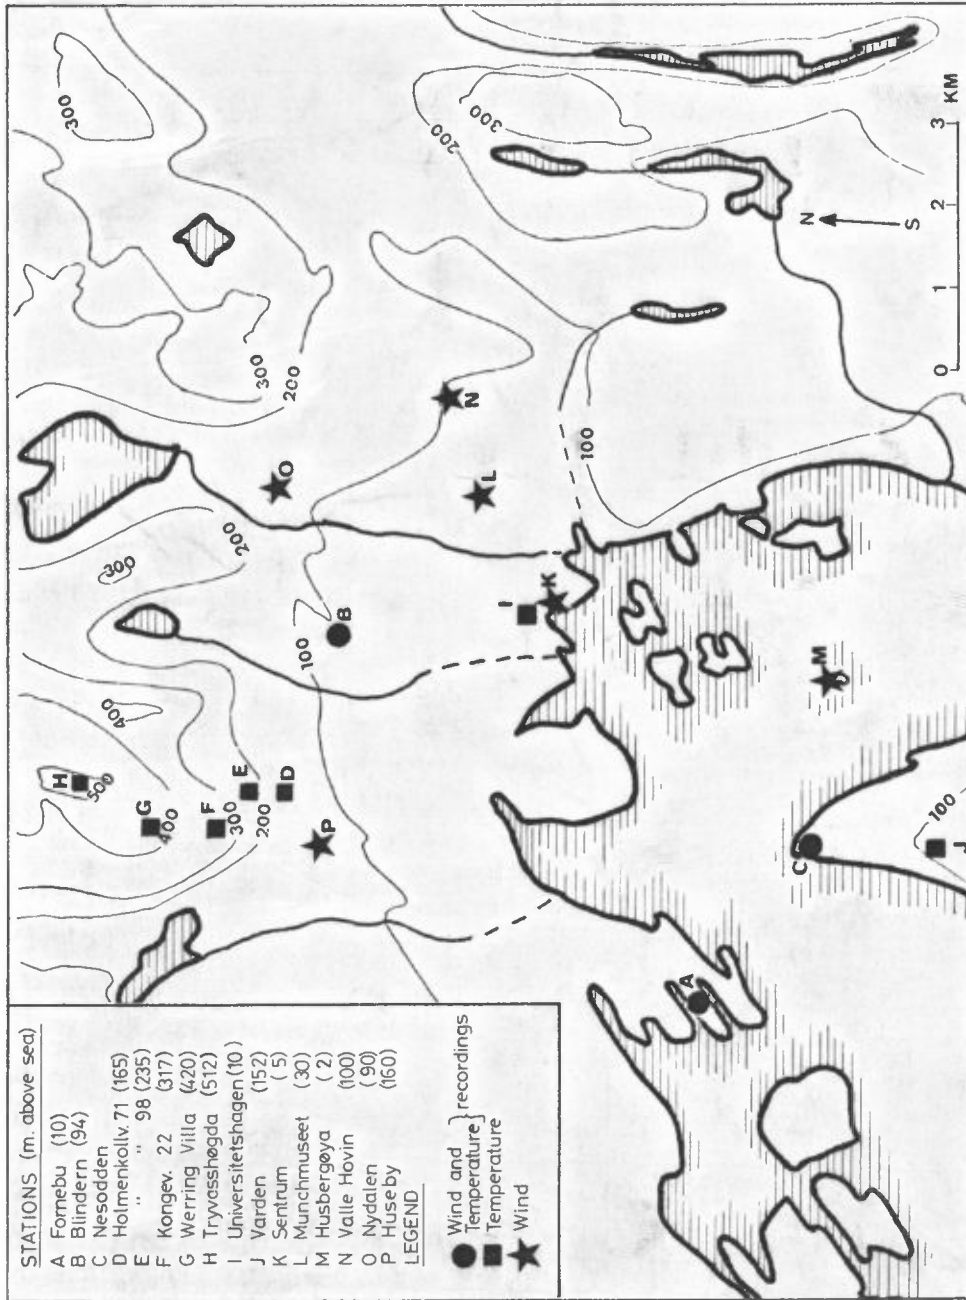 STATIONS (m. above sea)
A Fornebu (10)
B Blindern (94)
C Nesodden
D Holmenkollv. 71 (165)
E " " 98 (235)
F Kongev. 22 (317)
G Werring Villa (420)
H Tryvasshøgda (512)
I Universitetshagen (10)
J Varden (152)
K Sentrum (5)
L Munchmuseet (30)
M Husbergøya (2)
N Valle Hovin (100)
O Nydalen (90)
P Huseby (160)
LEGEND
Wind and
Temperature } recordings
Temperature
Wind
H
500
G
400
F
300
E
200
D
P
400
300
200
100
B
O
300
200
300
N
L
I
K
100
200
300
A
C
M
J
100
N
S
0 1 2 3 KM